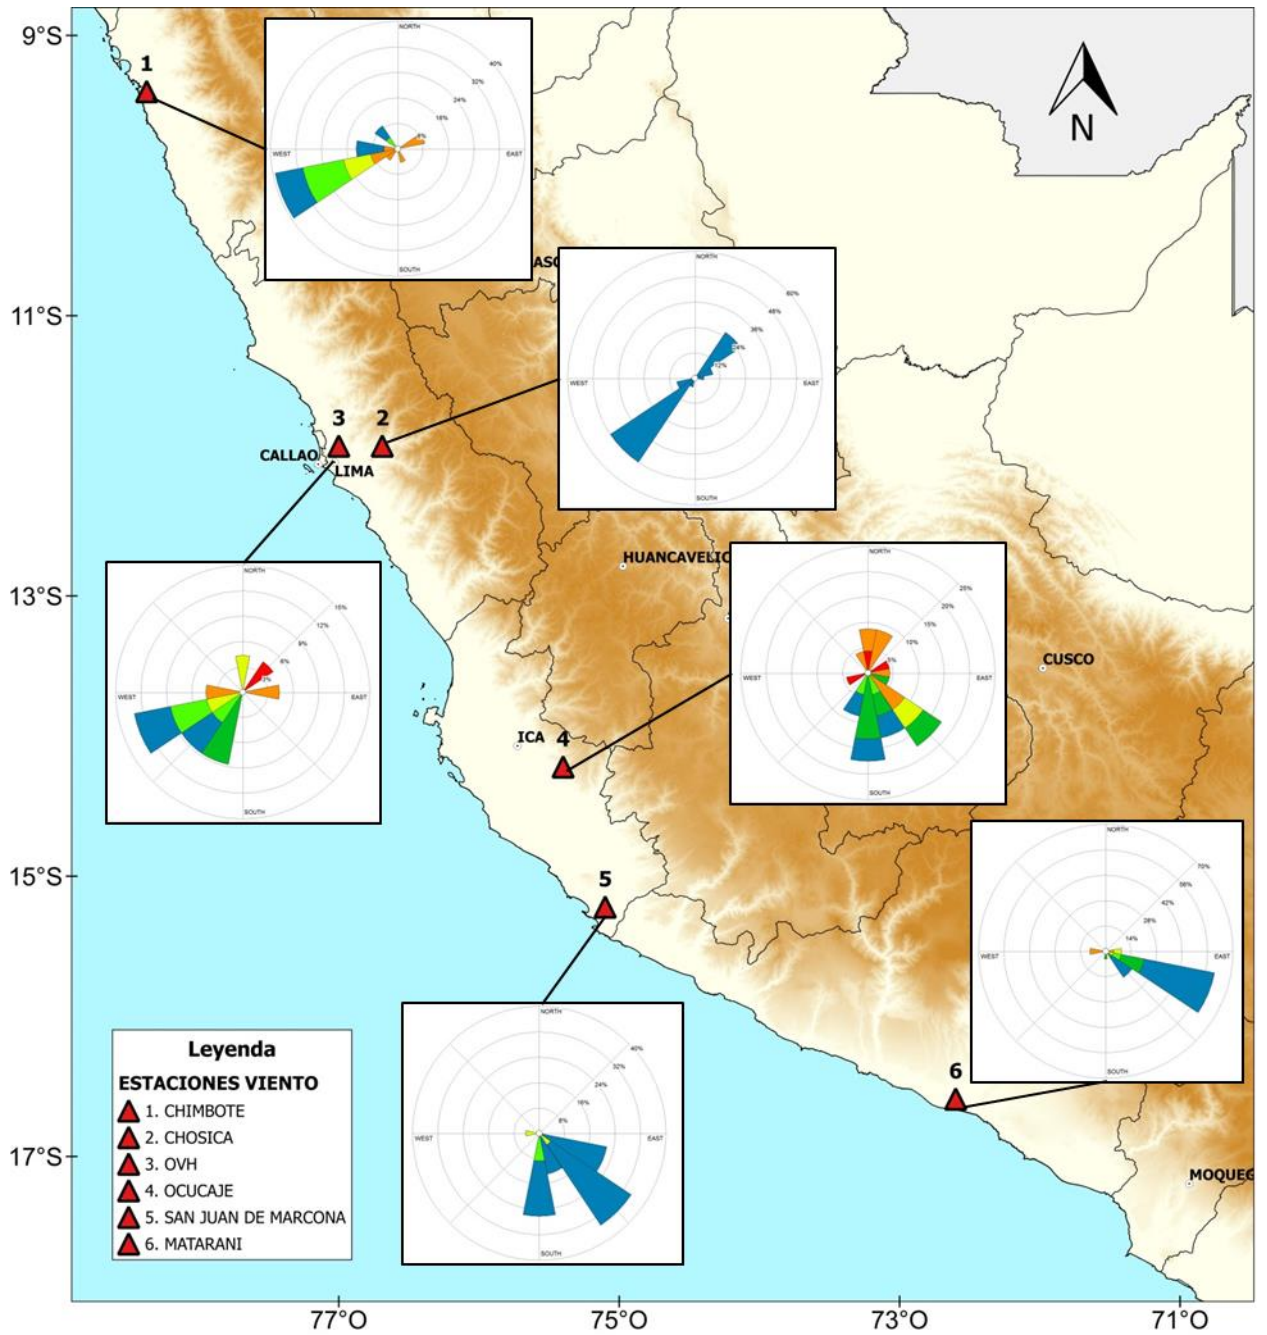 9°S
11°S
13°S
15°S
17°S
77°O
75°O
73°O
71°O
N
1
NORTH
40%
32%
24%
16%
8%
WEST
EAST
SOUTH
ASC
NORTH
60%
48%
36%
24%
12%
WEST
EAST
SOUTH
3
2
CALLAO
LIMA
HUANCAVELIC
CUSCO
ICA
4
NORTH
15%
12%
9%
6%
3%
WEST
EAST
SOUTH
NORTH
25%
20%
15%
10%
5%
WEST
EAST
SOUTH
5
NORTH
70%
56%
42%
28%
14%
WEST
EAST
SOUTH
6
MOQUEG
NORTH
40%
32%
24%
16%
8%
WEST
EAST
SOUTH
Leyenda
ESTACIONES VIENTO
1. CHIMBOTE
2. CHOSICA
3. OVH
4. OCUCAJE
5. SAN JUAN DE MARCONA
6. MATARANI